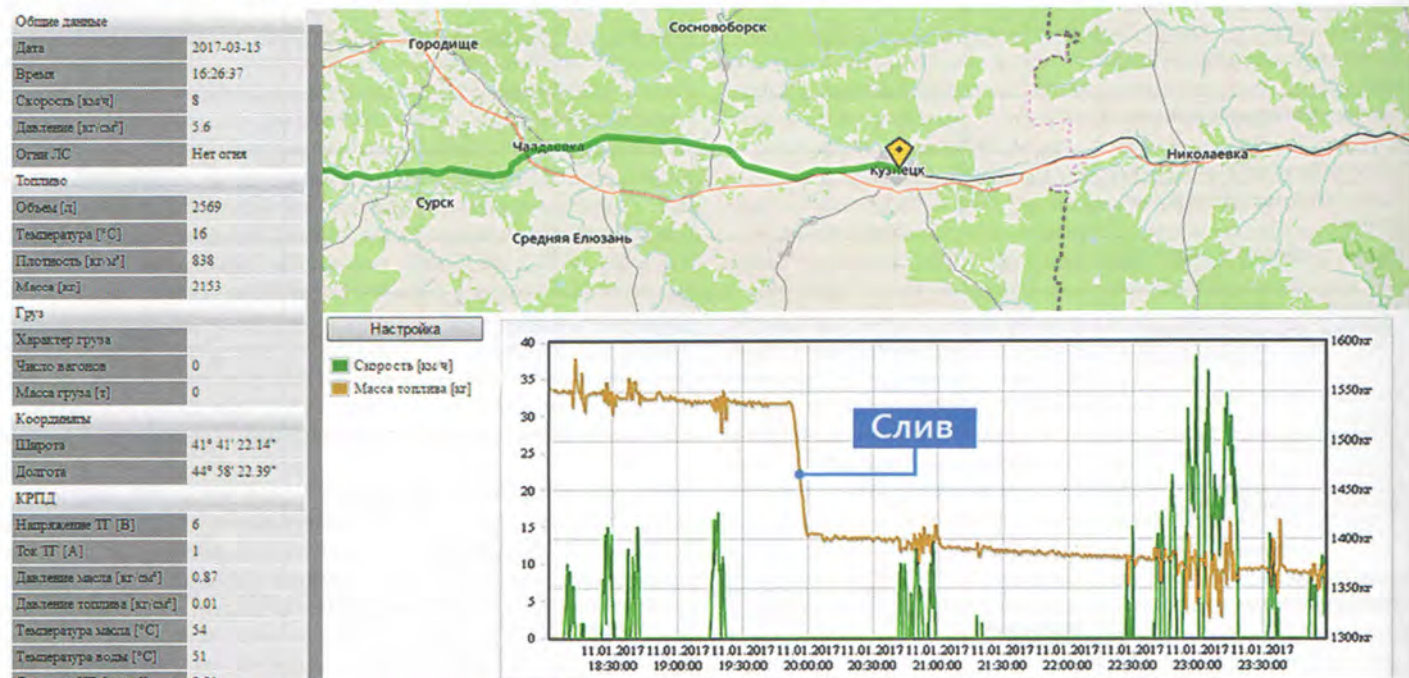 Общие данные
Дата 2017-03-15
Время 16:26:37
Скорость [км/ч] 8
Давление [кг/см²] 5.6
Огни ЛС Нет огня
Топливо
Объем [л] 2569
Температура [°C] 16
Плотность [кг/м³] 838
Масса [кг] 2153
Груз
Характер груза
Число вагонов 0
Масса груза [т] 0
Координаты
Широта 41° 41' 22.14"
Долгота 44° 58' 22.39"
КРПД
Напряжение ТГ [В] 6
Ток ТГ [А] 1
Давление масла [кг/см²] 0.87
Давление топлива [кг/см²] 0.01
Температура масла [°C] 54
Температура воды [°C] 51
Сосновоборск
Городище
Чаадаевка
Кузнецк
Николаевка
Сурск
Средняя Елюзань
Настройка
Скорость [км/ч]
Масса топлива [кг]
Слив
40
35
30
25
20
15
10
5
0
1600кг
1550кг
1500кг
1450кг
1400кг
1350кг
1300кг
11.01.2017 11.01.2017 11.01.2017 11.01.2017 11.01.2017 11.01.2017 11.01.2017 11.01.2017 11.01.2017 11.01.2017 11.01.2017
18:30:00 19:00:00 19:30:00 20:00:00 20:30:00 21:00:00 21:30:00 22:00:00 22:30:00 23:00:00 23:30:00